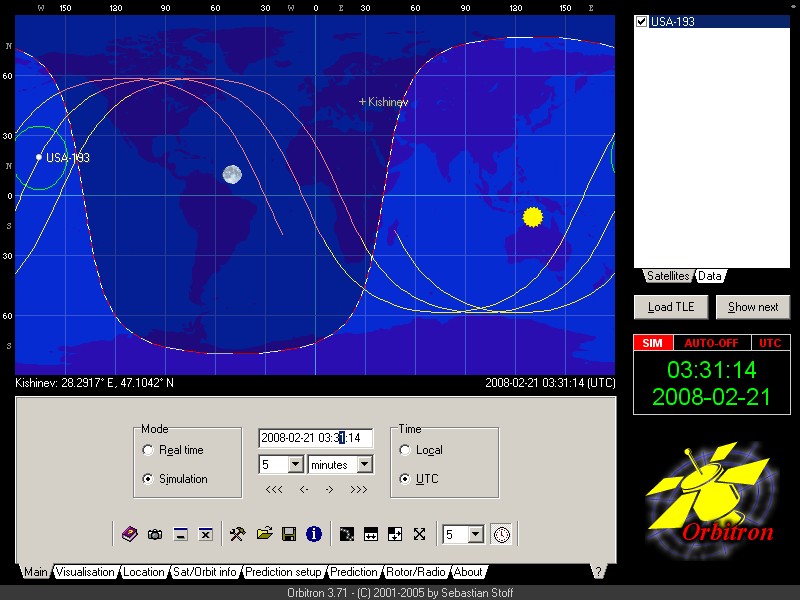 W 150 120 90 60 30 W 0 E 30 60 90 120 150 E
N
60
30
N
0
S
30
60
S
Kishinev
USA-193
Kishinev: 28.2917° E, 47.1042° N
2008-02-21 03:31:14 (UTC)
USA-193
Satellites Data
Load TLE Show next
SIM AUTO-OFF UTC
03:31:14
2008-02-21
Orbitron
Mode
Real time
Simulation
2008-02-21 03:31:14
5 minutes
<<< <- -> >>>
Time
Local
UTC
5
Main Visualisation Location Sat/Orbit info Prediction setup Prediction Rotor/Radio About ?
Orbitron 3.71 - (C) 2001-2005 by Sebastian Stoff